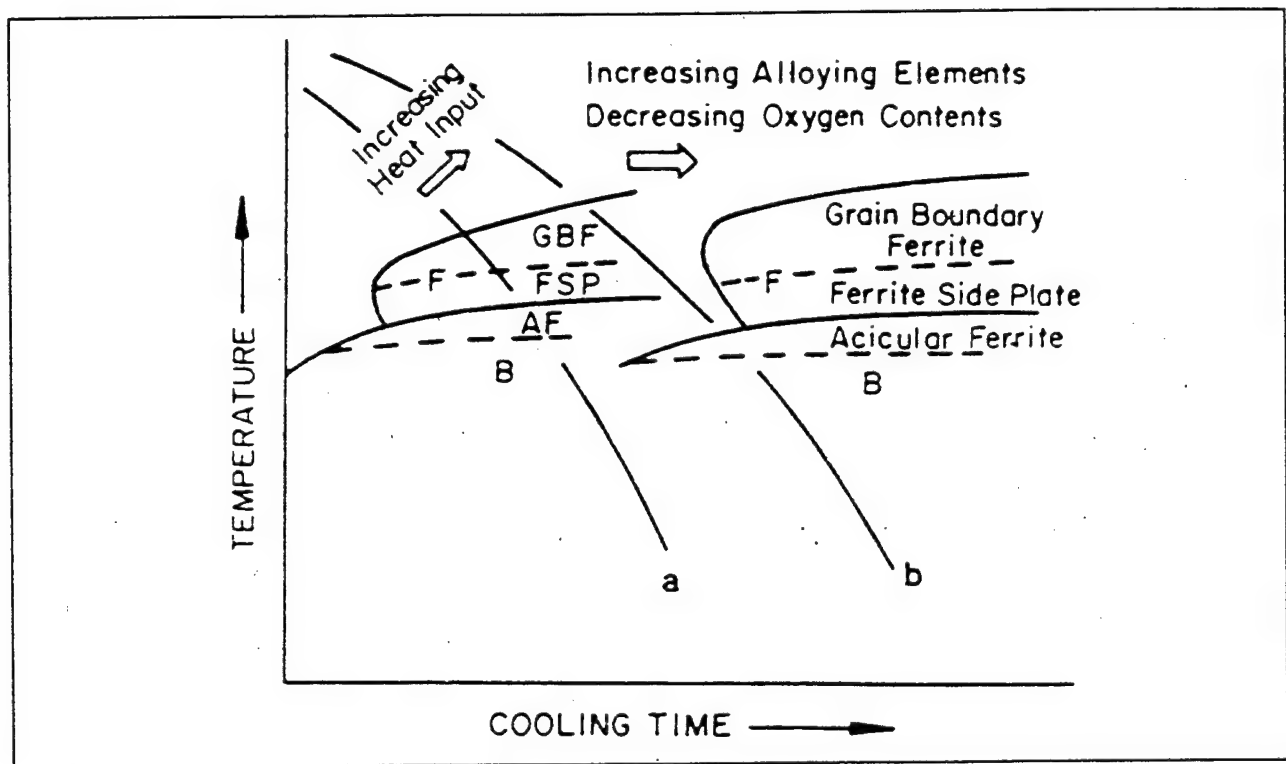 Increasing
Heat Input
Increasing Alloying Elements
Decreasing Oxygen Contents
GBF
F
FSP
AF
B
Grain Boundary
Ferrite
F
Ferrite Side Plate
Acicular Ferrite
B
a
b
TEMPERATURE
COOLING TIME